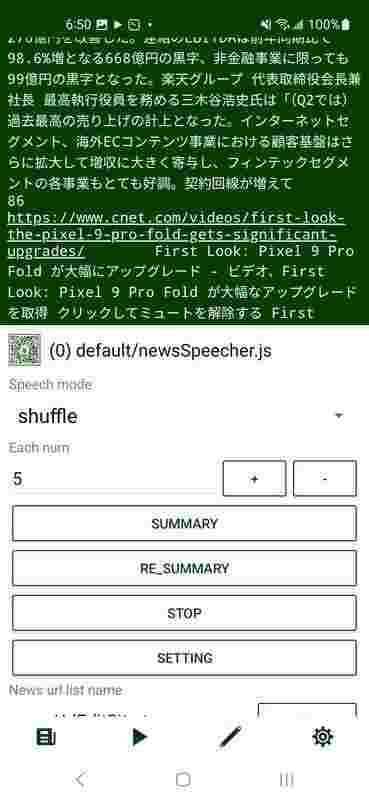 6:50
100%
270億円を改善した。連結のEBITDAは前年同期比で
98.6%増となる668億円の黒字、非金融事業に限っても
99億円の黒字となった。楽天グループ 代表取締役会長兼
社長 最高執行役員を務める三木谷浩史氏は「(Q2では)
過去最高の売り上げの計上となった。インターネットセ
グメント、海外ECコンテンツ事業における顧客基盤はさ
らに拡大して増収に大きく寄与し、フィンテックセグメ
ントの各事業もとても好調。契約回線が増えて
86
https://www.cnet.com/videos/first-look-
the-pixel-9-pro-fold-gets-significant-
upgrades/ First Look: Pixel 9 Pro
Fold が大幅にアップグレード - ビデオ、First
Look: Pixel 9 Pro Fold が大幅なアップグレード
を取得 クリックしてミュートを解除する First
(0) default/newsSpeecher.js
Speech mode
shuffle
Each num
5
+
-
SUMMARY
RE_SUMMARY
STOP
SETTING
News url list name